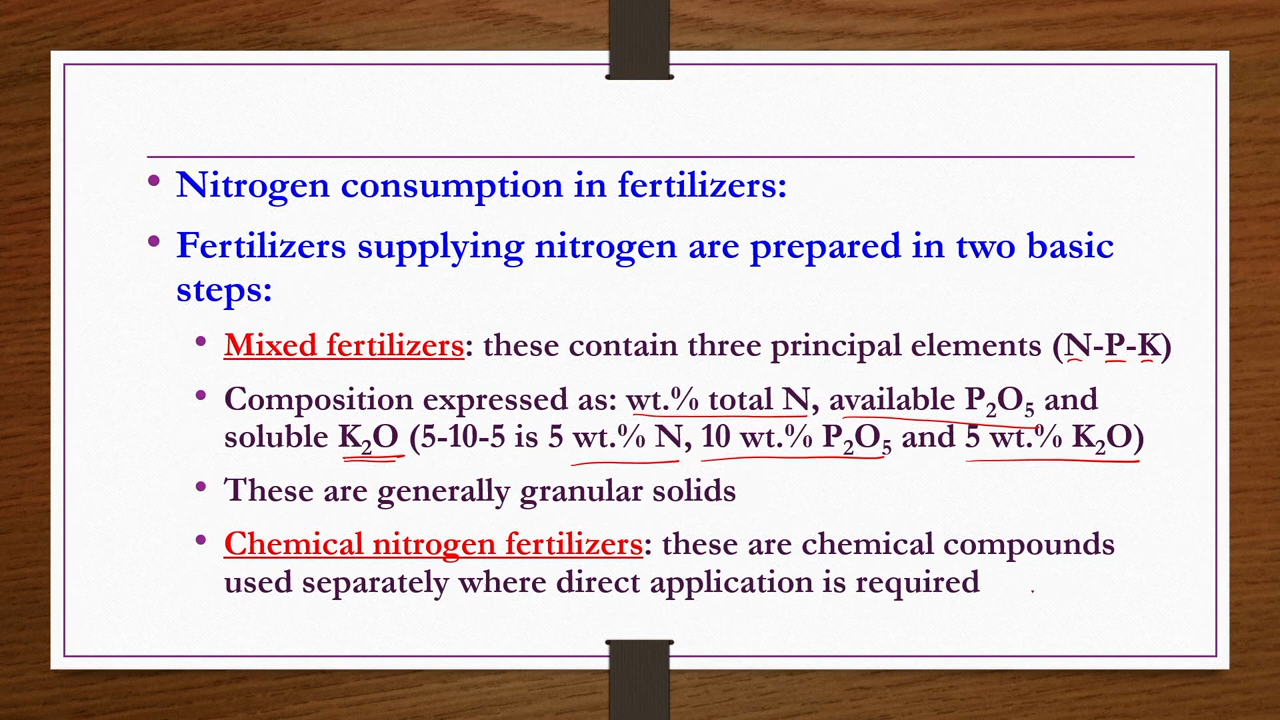 • Nitrogen consumption in fertilizers:
• Fertilizers supplying nitrogen are prepared in two basic
steps:
• Mixed fertilizers: these contain three principal elements (N-P-K)
• Composition expressed as: wt.% total N, available P₂O₅ and
soluble K₂O (5-10-5 is 5 wt.% N, 10 wt.% P₂O₅ and 5 wt.% K₂O)
• These are generally granular solids
• Chemical nitrogen fertilizers: these are chemical compounds
used separately where direct application is required